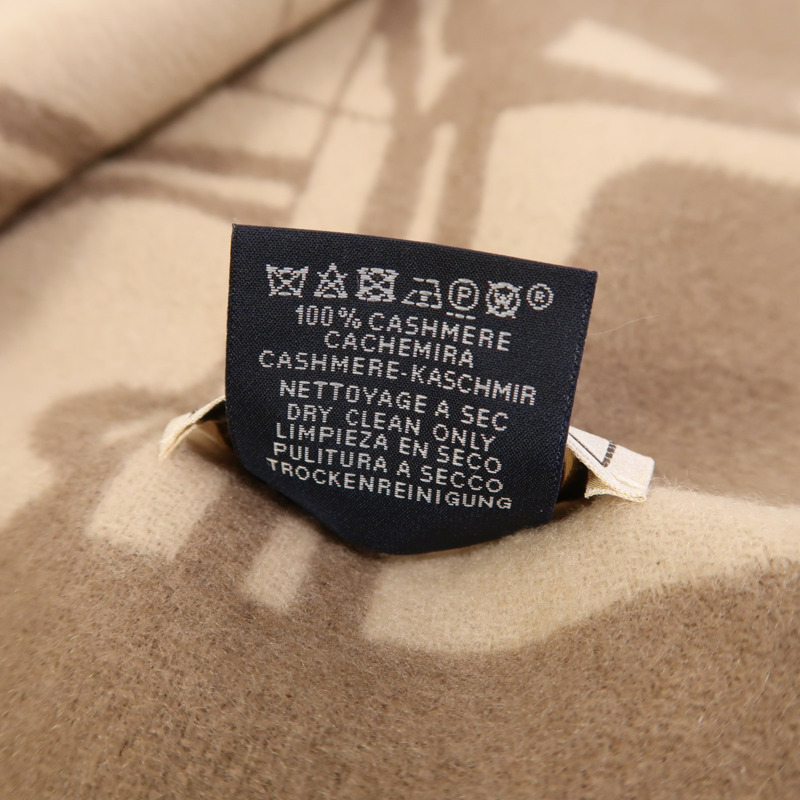 P W ®
100% CASHMERE
CACHEMIRA
CASHMERE-KASCHMIR
NETTOYAGE A SEC
DRY CLEAN ONLY
LIMPIEZA EN SECO
PULITURA A SECCO
TROCKENREINIGUNG